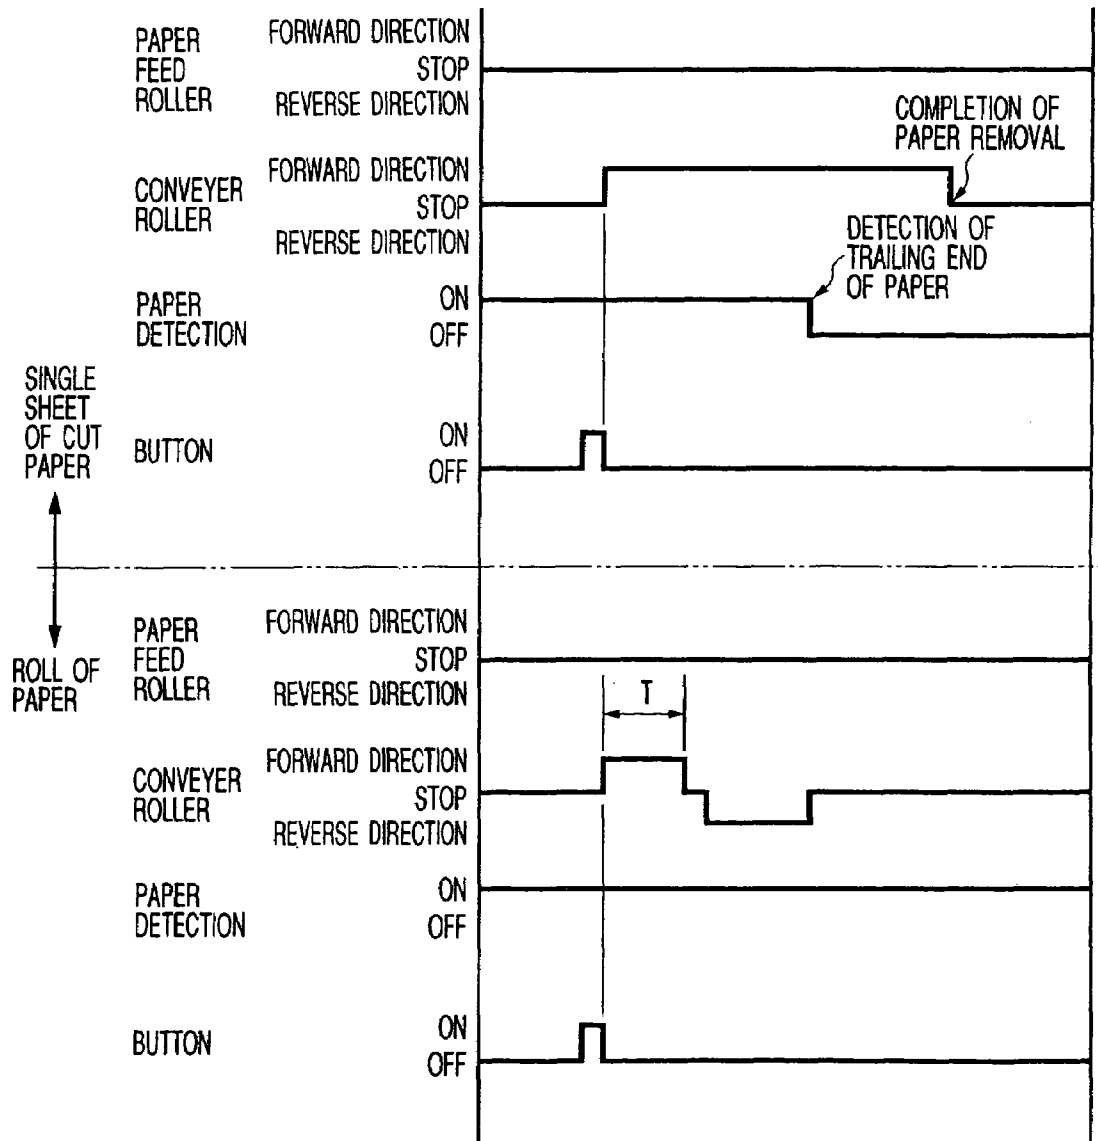 PAPER
FEED
ROLLER
FORWARD DIRECTION
STOP
REVERSE DIRECTION
COMPLETION OF
PAPER REMOVAL
CONVEYER
ROLLER
FORWARD DIRECTION
STOP
REVERSE DIRECTION
DETECTION OF
TRAILING END
OF PAPER
PAPER
DETECTION
ON
OFF
SINGLE
SHEET
OF CUT
PAPER
BUTTON
ON
OFF
ROLL OF
PAPER
PAPER
FEED
ROLLER
FORWARD DIRECTION
STOP
REVERSE DIRECTION
T
CONVEYER
ROLLER
FORWARD DIRECTION
STOP
REVERSE DIRECTION
PAPER
DETECTION
ON
OFF
BUTTON
ON
OFF